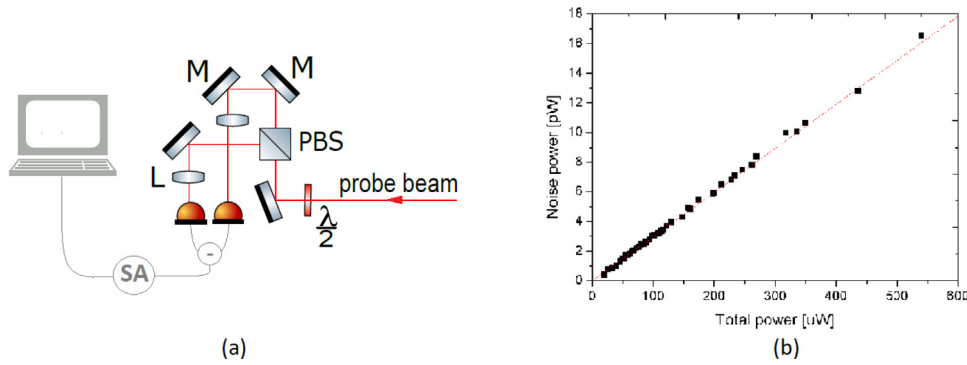 M
M
PBS
L
probe beam
λ/2
-
SA
(a)
18
16
14
12
10
8
6
4
2
0
Noise power [pW]
0 100 200 300 400 500 600
Total power [uW]
(b)